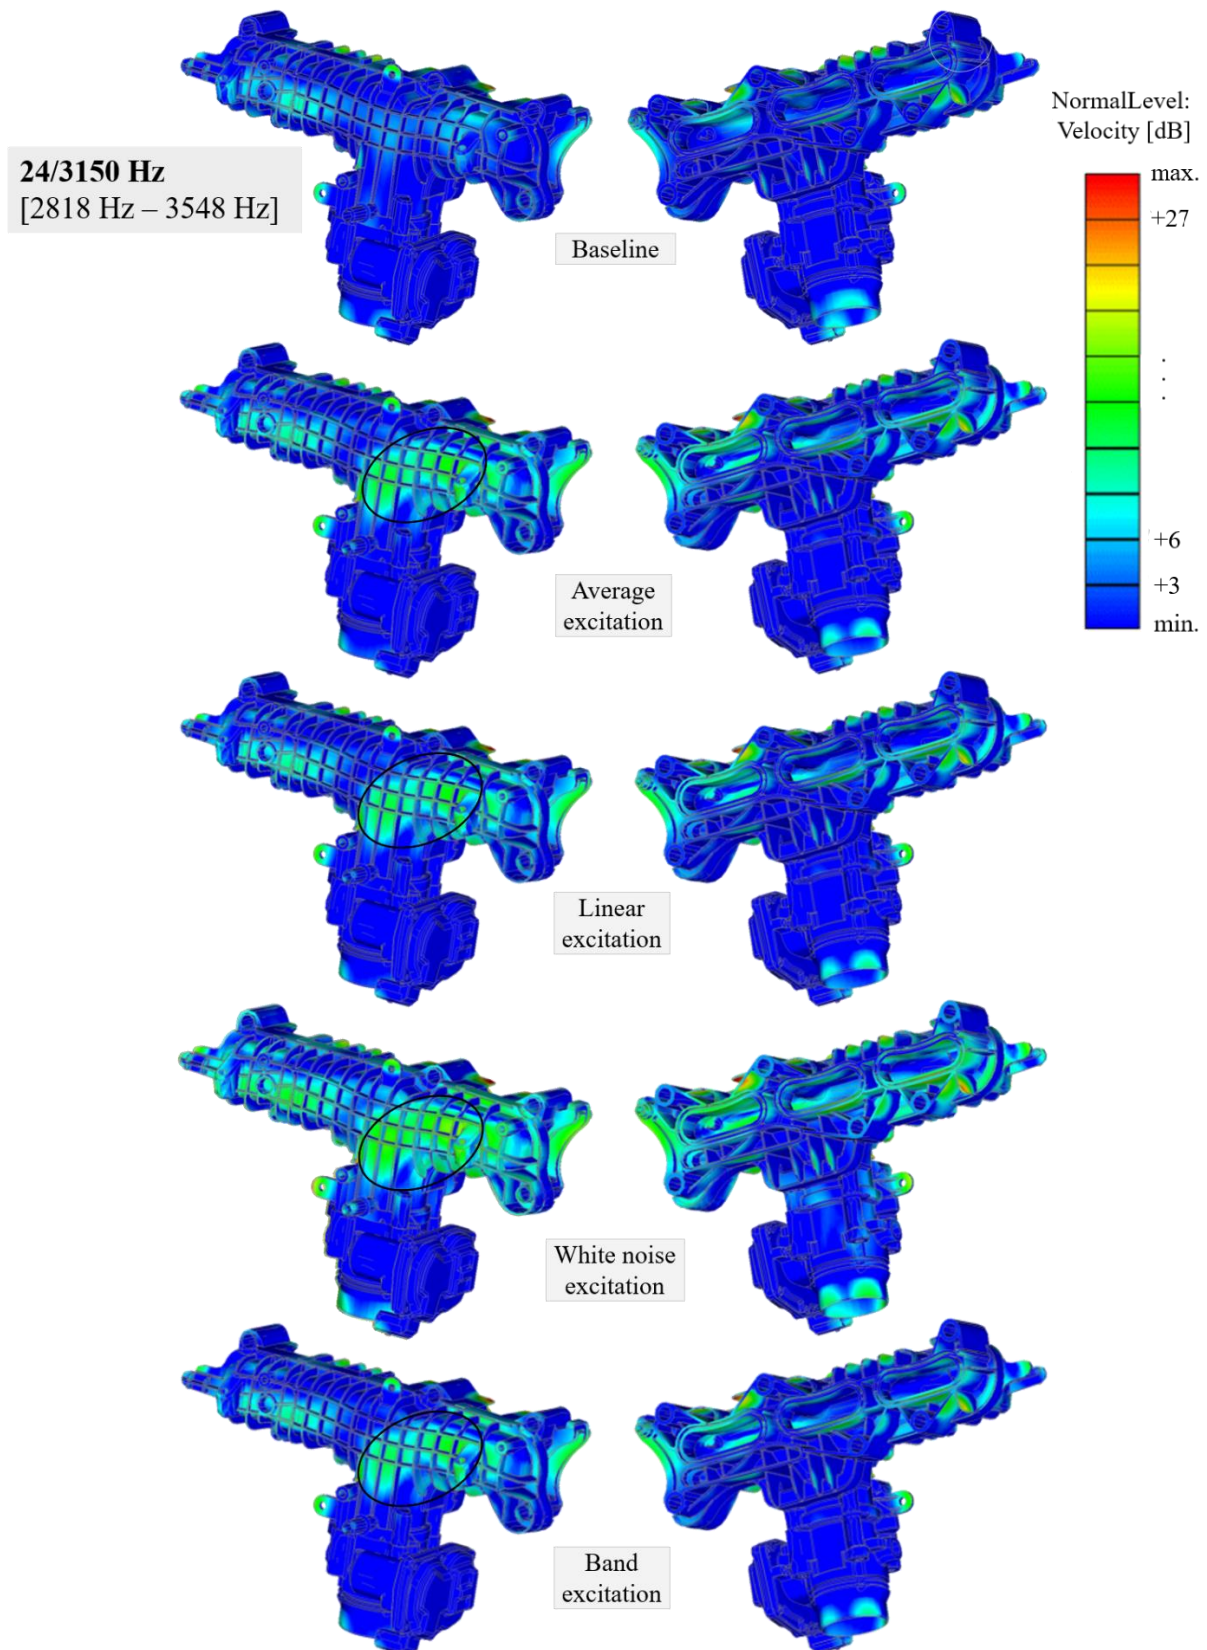 24/3150 Hz
[2818 Hz – 3548 Hz]
Baseline
NormalLevel:
Velocity [dB]
max.
+27
:
:
+6
+3
min.
Average
excitation
Linear
excitation
White noise
excitation
Band
excitation